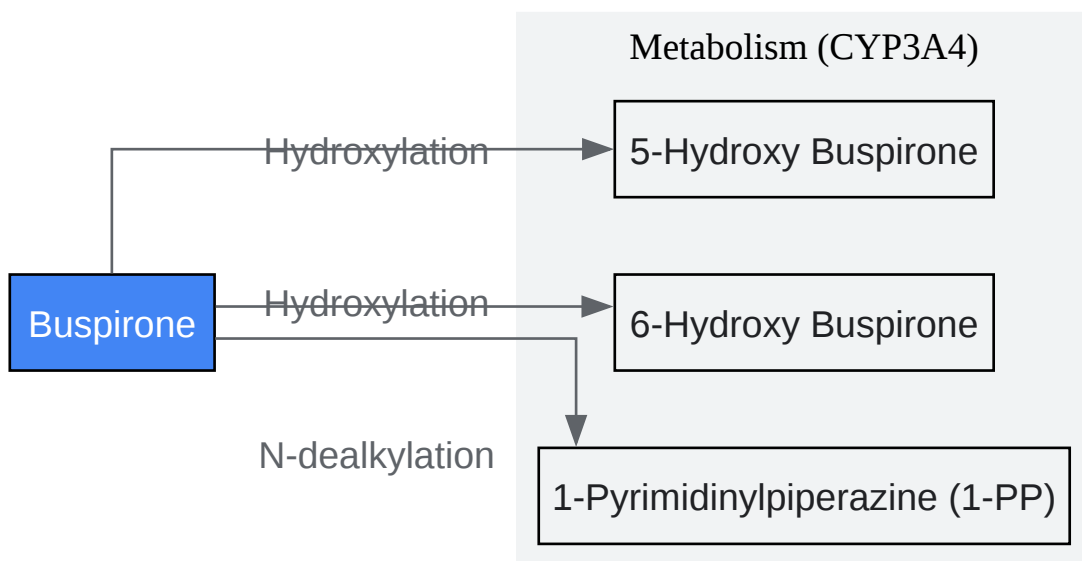 Metabolism (CYP3A4)
Hydroxylation
5-Hydroxy Buspirone
Hydroxylation
Buspirone
6-Hydroxy Buspirone
N-dealkylation
1-Pyrimidinylpiperazine (1-PP)